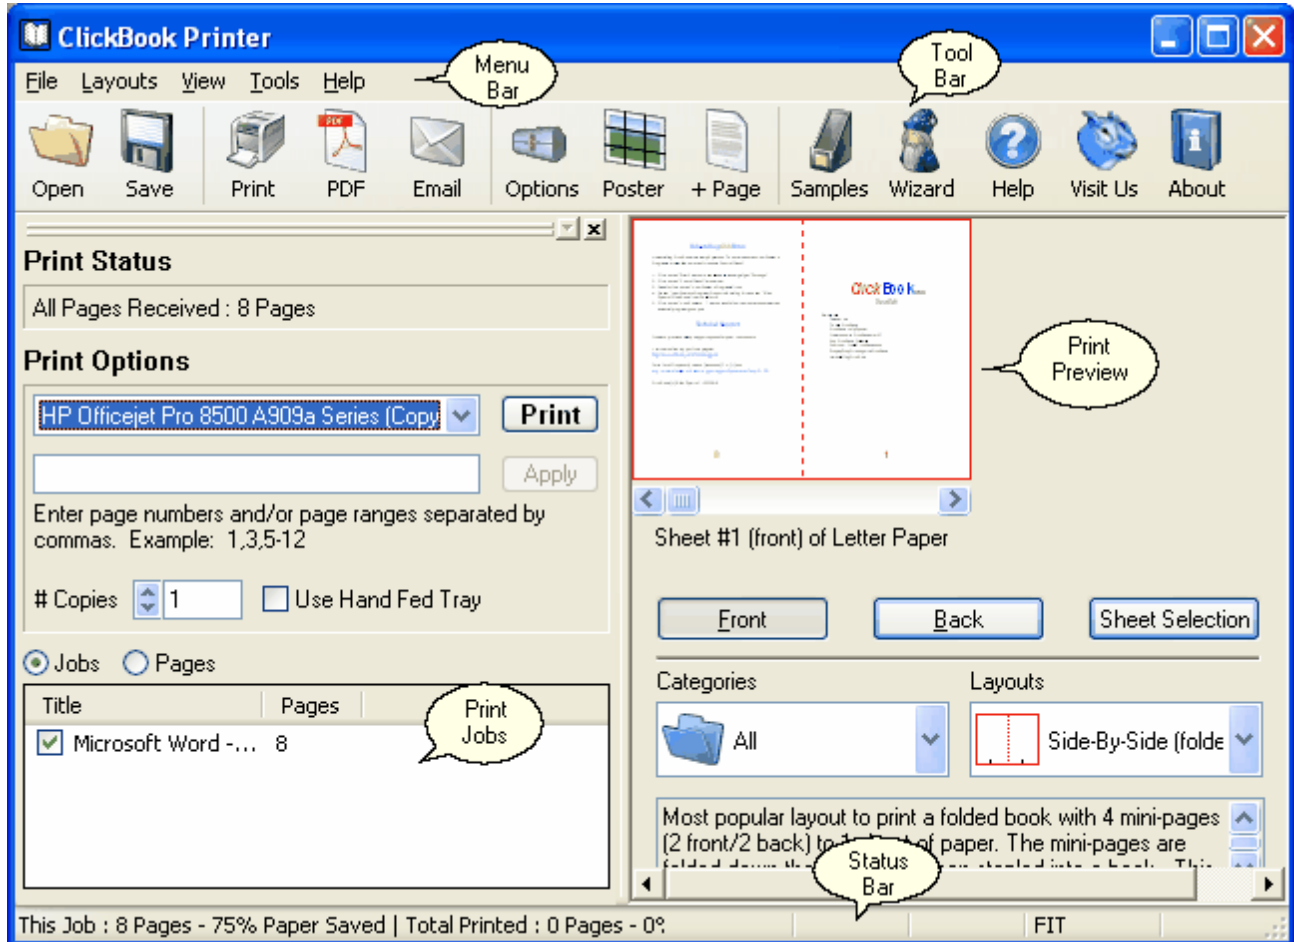 ClickBook Printer
File Layouts View Tools Help
Menu
Bar
Tool
Bar
Open Save Print PDF Email Options Poster + Page Samples Wizard Help Visit Us About
Print Status
All Pages Received : 8 Pages
Print Options
HP Officejet Pro 8500 A909a Series (Copy
Print
Apply
Enter page numbers and/or page ranges separated by
commas. Example: 1,3,5-12
# Copies 1 Use Hand Fed Tray
Jobs Pages
Title Pages
Microsoft Word -... 8
Print
Jobs
ClickBook
Print
Preview
Sheet #1 (front) of Letter Paper
Front Back Sheet Selection
Categories Layouts
All Side-By-Side (folde
Most popular layout to print a folded book with 4 mini-pages
(2 front/2 back) to of paper. The mini-pages are
Status
Bar
This Job : 8 Pages - 75% Paper Saved | Total Printed : 0 Pages - 0%
FIT